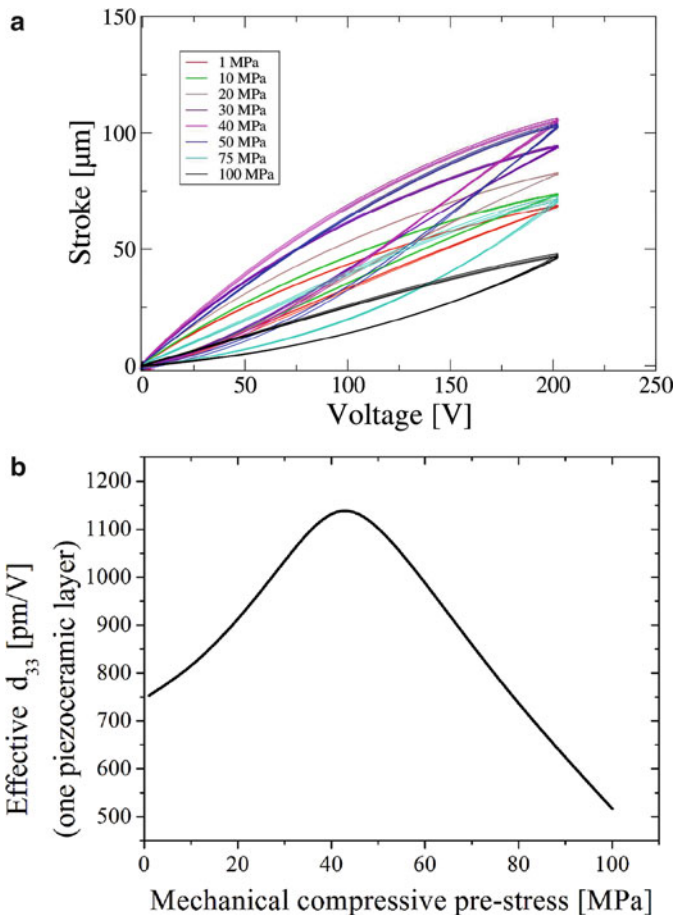 a
150
100
50
0
Stroke [μm]
1 MPa
10 MPa
20 MPa
30 MPa
40 MPa
50 MPa
75 MPa
100 MPa
0 50 100 150 200 250
Voltage [V]
b
1200
1100
1000
900
800
700
600
500
Effective d33 [pm/V]
(one piezoceramic layer)
0 20 40 60 80 100
Mechanical compressive pre-stress [MPa]